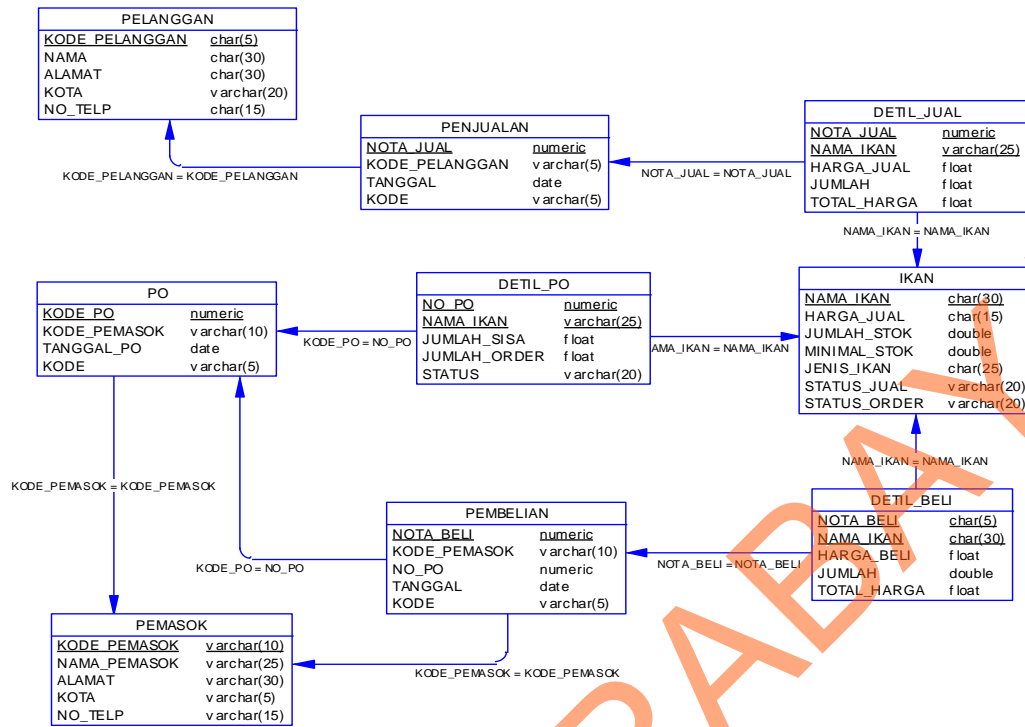 PELANGGAN
KODE_PELANGGAN char(5)
NAMA char(30)
ALAMAT char(30)
KOTA varchar(20)
NO_TELP char(15)
PENJUALAN
NOTA_JUAL numeric
KODE_PELANGGAN varchar(5)
TANGGAL date
KODE varchar(5)
DETIL_JUAL
NOTA_JUAL numeric
NAMA_IKAN varchar(25)
HARGA_JUAL float
JUMLAH float
TOTAL_HARGA float
KODE_PELANGGAN = KODE_PELANGGAN
NOTA_JUAL = NOTA_JUAL
NAMA_IKAN = NAMA_IKAN
PO
KODE_PO numeric
KODE_PEMASOK varchar(10)
TANGGAL_PO date
KODE varchar(5)
DETIL_PO
NO_PO numeric
NAMA_IKAN varchar(25)
JUMLAH_SISA float
JUMLAH_ORDER float
STATUS varchar(20)
IKAN
NAMA_IKAN char(30)
HARGA_JUAL char(15)
JUMLAH_STOK double
MINIMAL_STOK double
JENIS_IKAN char(25)
STATUS_JUAL varchar(20)
STATUS_ORDER varchar(20)
KODE_PO = NO_PO
AMA_IKAN = NAMA_IKAN
NAMA_IKAN = NAMA_IKAN
KODE_PEMASOK = KODE_PEMASOK
PEMBELIAN
NOTA_BELI numeric
KODE_PEMASOK varchar(10)
NO_PO numeric
TANGGAL date
KODE varchar(5)
DETIL_BELI
NOTA_BELI char(5)
NAMA_IKAN char(30)
HARGA_BELI float
JUMLAH double
TOTAL_HARGA float
KODE_PO = NO_PO
NOTA_BELI = NOTA_BELI
PEMASOK
KODE_PEMASOK varchar(10)
NAMA_PEMASOK varchar(25)
ALAMAT varchar(30)
KOTA varchar(5)
NO_TELP varchar(15)
KODE_PEMASOK = KODE_PEMASOK
RABAY